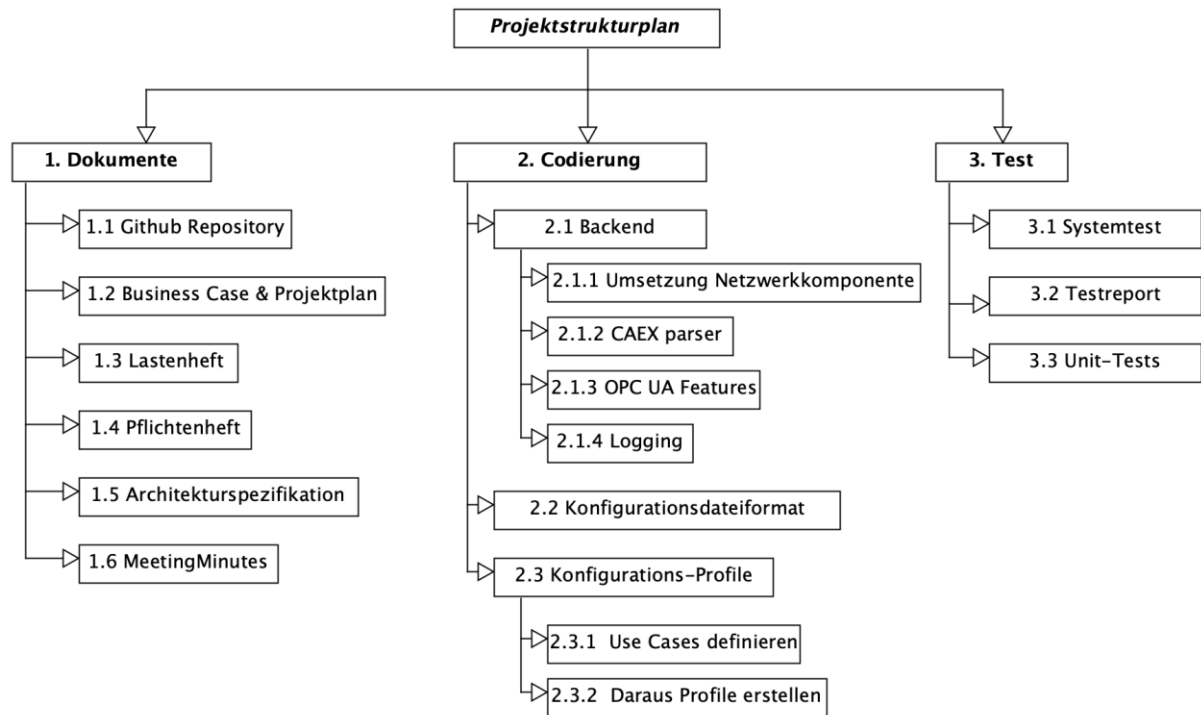 Projektstrukturplan
1. Dokumente
1.1 Github Repository
1.2 Business Case & Projektplan
1.3 Lastenheft
1.4 Pflichtenheft
1.5 Architekturspezifikation
1.6 MeetingMinutes
2. Codierung
2.1 Backend
2.1.1 Umsetzung Netzwerkkomponente
2.1.2 CAEX parser
2.1.3 OPC UA Features
2.1.4 Logging
2.2 Konfigurationsdateiformat
2.3 Konfigurations-Profile
2.3.1 Use Cases definieren
2.3.2 Daraus Profile erstellen
3. Test
3.1 Systemtest
3.2 Testreport
3.3 Unit-Tests